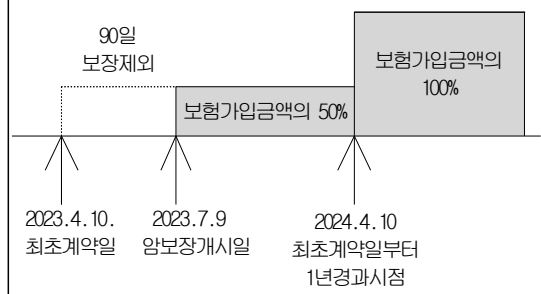 90일
보장제외
보험가입금액의 50%
보험가입금액의
100%
2023.4.10.
최초계약일
2023.7.9
암보장개시일
2024.4.10
최초계약일부터
1년경과시점